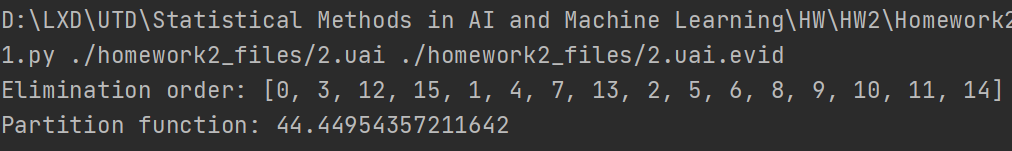 D:\LXD\UTD\Statistical Methods in AI and Machine Learning\HW\HW2\Homework2
1.py ./homework2_files/2.uai ./homework2_files/2.uai.evid
Elimination order: [0, 3, 12, 15, 1, 4, 7, 13, 2, 5, 6, 8, 9, 10, 11, 14]
Partition function: 44.44954357211642